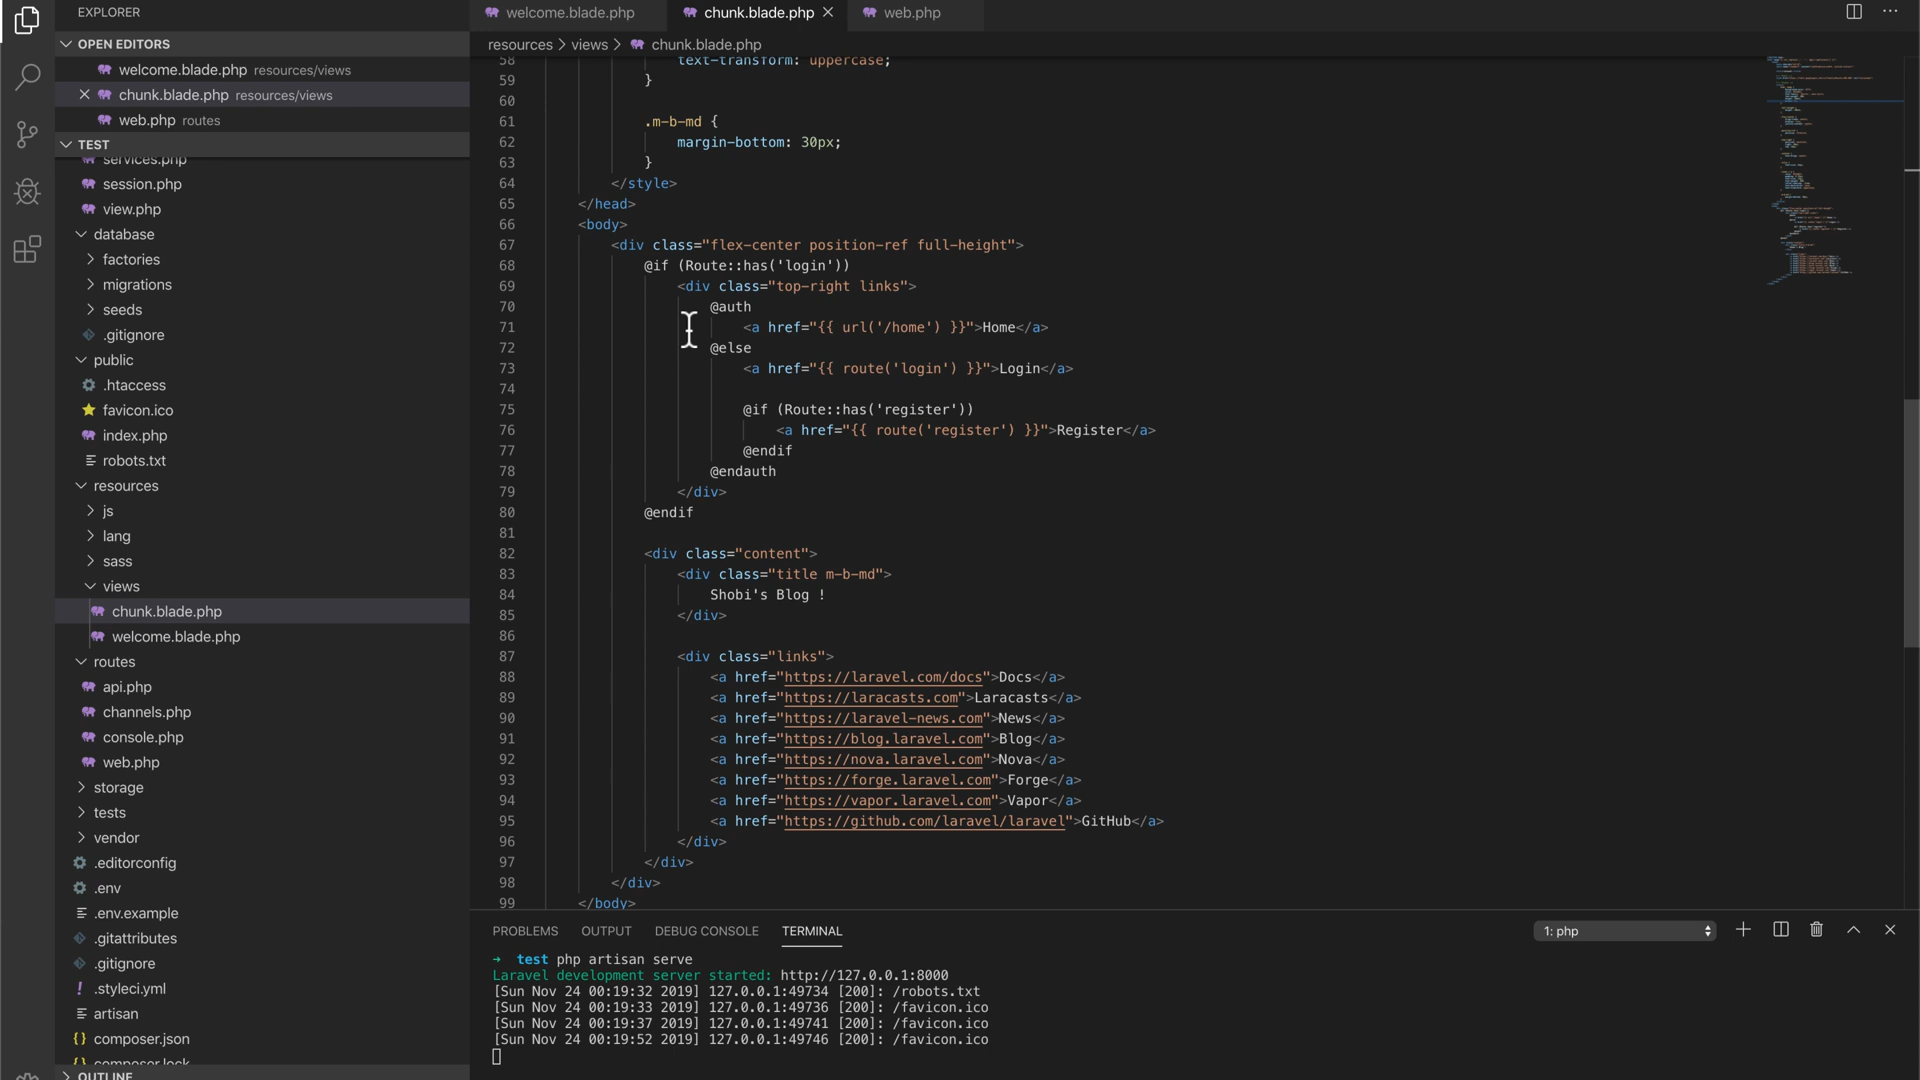 EXPLORER
OPEN EDITORS
welcome.blade.php resources/views
chunk.blade.php resources/views
web.php routes
TEST
services.php
session.php
view.php
database
factories
migrations
seeds
.gitignore
public
.htaccess
favicon.ico
index.php
robots.txt
resources
js
lang
sass
views
chunk.blade.php
welcome.blade.php
routes
api.php
channels.php
console.php
web.php
storage
tests
vendor
.editorconfig
.env
.env.example
.gitattributes
.gitignore
.styleci.yml
artisan
composer.json
composer.lock
OUTLINE
welcome.blade.php chunk.blade.php web.php
resources > views > chunk.blade.php
58 text-transform: uppercase;
59 }
60
61 .m-b-md {
62 margin-bottom: 30px;
63 }
64 </style>
65 </head>
66 <body>
67 <div class="flex-center position-ref full-height">
68 @if (Route::has('login'))
69 <div class="top-right links">
70 @auth
71 <a href="{{ url('/home') }}">Home</a>
72 @else
73 <a href="{{ route('login') }}">Login</a>
74
75 @if (Route::has('register'))
76 <a href="{{ route('register') }}">Register</a>
77 @endif
78 @endauth
79 </div>
80 @endif
81
82 <div class="content">
83 <div class="title m-b-md">
84 Shobi's Blog !
85 </div>
86
87 <div class="links">
88 <a href="https://laravel.com/docs">Docs</a>
89 <a href="https://laracasts.com">Laracasts</a>
90 <a href="https://laravel-news.com">News</a>
91 <a href="https://blog.laravel.com">Blog</a>
92 <a href="https://nova.laravel.com">Nova</a>
93 <a href="https://forge.laravel.com">Forge</a>
94 <a href="https://vapor.laravel.com">Vapor</a>
95 <a href="https://github.com/laravel/laravel">GitHub</a>
96 </div>
97 </div>
98 </div>
99 </body>
PROBLEMS OUTPUT DEBUG CONSOLE TERMINAL 1: php
→ test php artisan serve
Laravel development server started: http://127.0.0.1:8000
[Sun Nov 24 00:19:32 2019] 127.0.0.1:49734 [200]: /robots.txt
[Sun Nov 24 00:19:33 2019] 127.0.0.1:49736 [200]: /favicon.ico
[Sun Nov 24 00:19:37 2019] 127.0.0.1:49741 [200]: /favicon.ico
[Sun Nov 24 00:19:52 2019] 127.0.0.1:49746 [200]: /favicon.ico